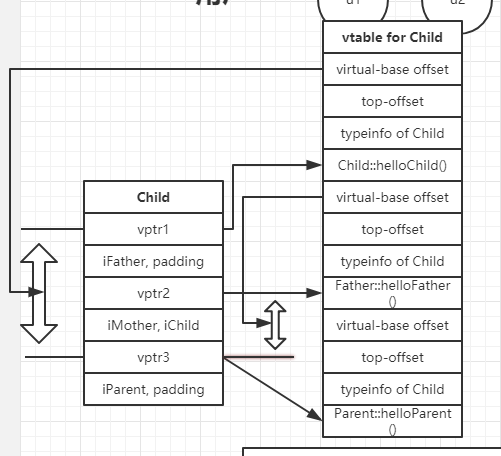 vtable for Child
virtual-base offset
top-offset
typeinfo of Child
Child::helloChild()
virtual-base offset
top-offset
typeinfo of Child
Father::helloFather
()
virtual-base offset
top-offset
typeinfo of Child
Parent::helloParent
()
Child
vptr1
iFather, padding
vptr2
iMother, iChild
vptr3
iParent, padding